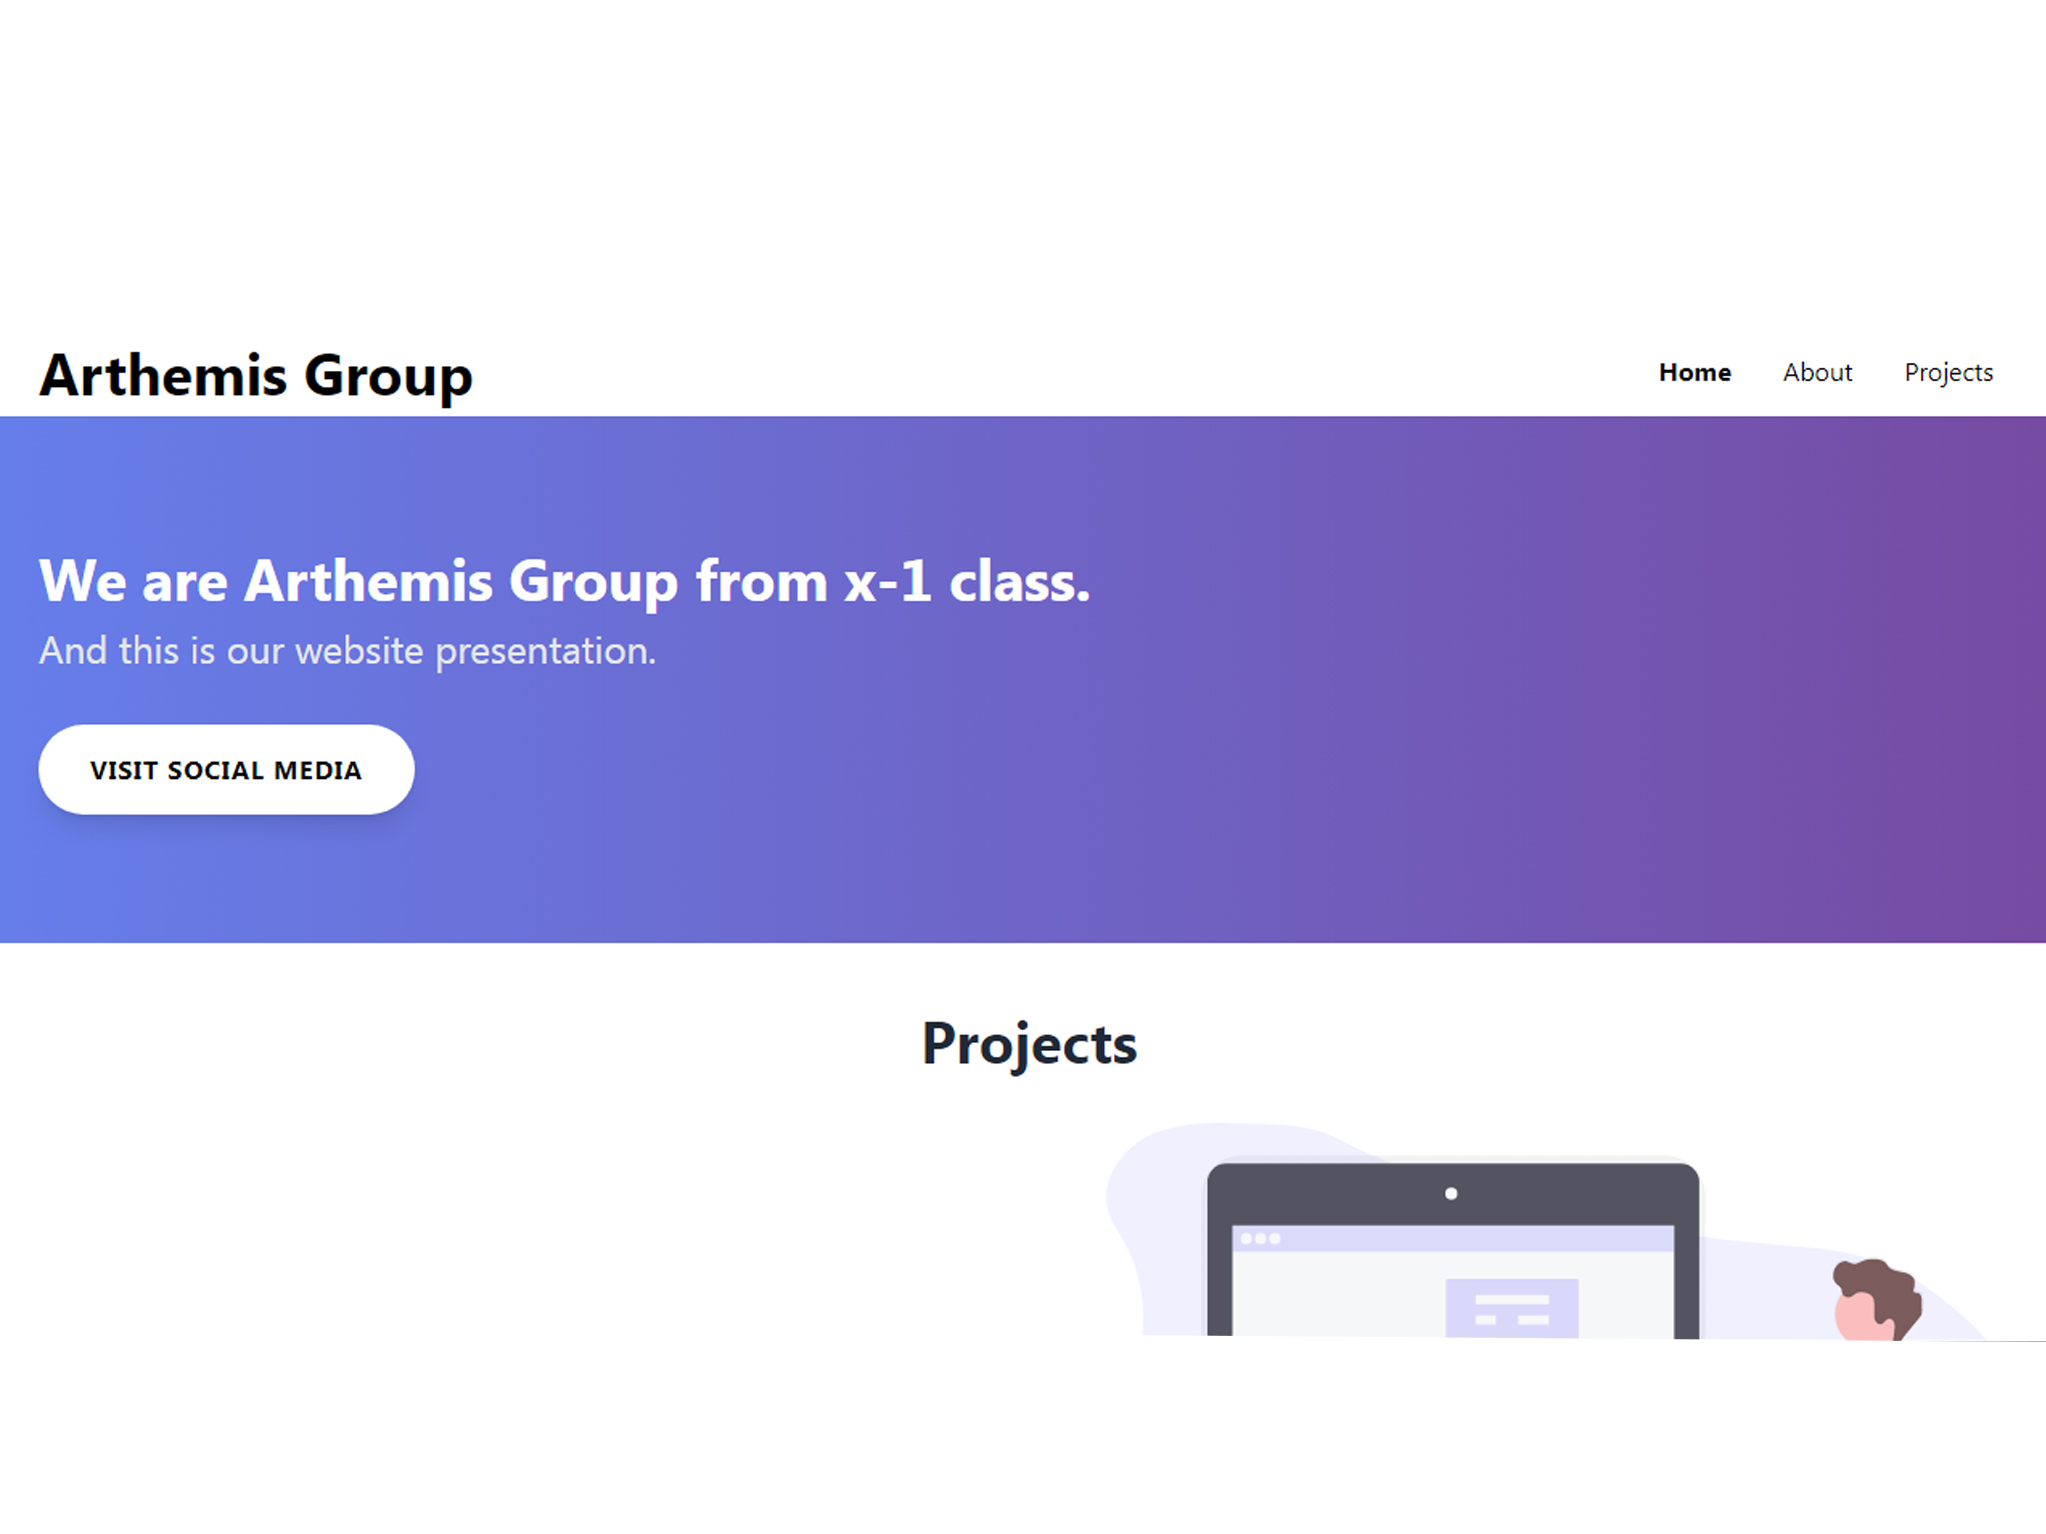 Arthemis Group
Home About Projects
We are Arthemis Group from x-1 class.
And this is our website presentation.
VISIT SOCIAL MEDIA
Projects